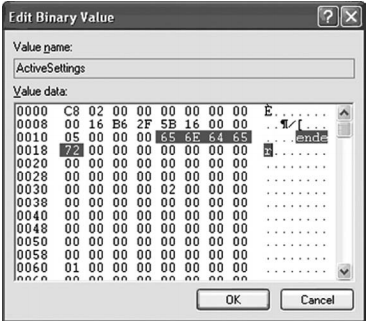 Edit Binary Value
Value name:
ActiveSettings
Value data:
0000 C8 02 00 00 00 00 00 00 È.......
0008 C0 16 B6 2F 5B 16 00 00 ..¶/[...
0010 05 00 00 00 65 6E 64 65 ....ende
0018 72 00 00 00 00 00 00 00 r.......
0020 00 00 00 00 00 00 00 00 ........
0028 00 00 00 00 00 00 00 00 ........
0030 00 00 00 00 02 00 00 00 ........
0038 00 00 00 00 00 00 00 00 ........
0040 00 00 00 00 00 00 00 00 ........
0048 00 00 00 00 00 00 00 00 ........
0050 00 00 00 00 00 00 00 00 ........
0058 00 00 00 00 00 00 00 00 ........
0060 01 00 00 00 00 00 00 00 ........
OK Cancel